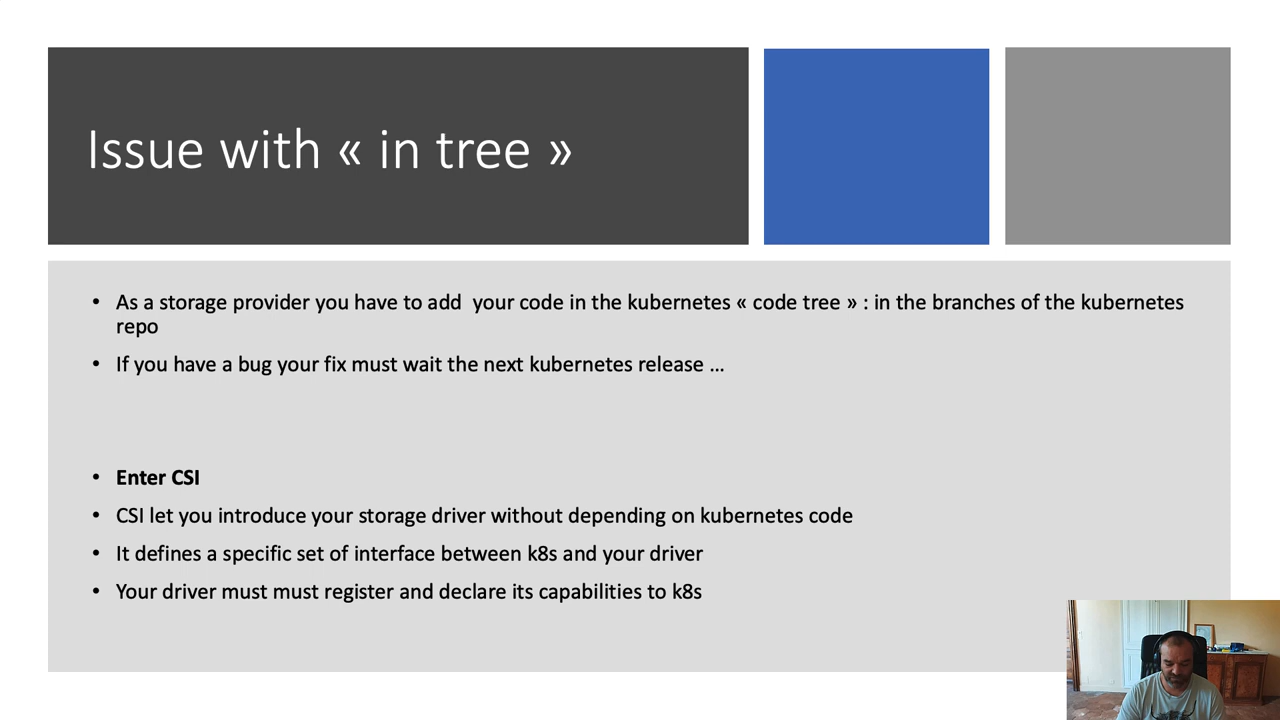 Issue with « in tree »
• As a storage provider you have to add  your code in the kubernetes « code tree » : in the branches of the kubernetes
repo
• If you have a bug your fix must wait the next kubernetes release ...
• Enter CSI
• CSI let you introduce your storage driver without depending on kubernetes code
• It defines a specific set of interface between k8s and your driver
• Your driver must must register and declare its capabilities to k8s